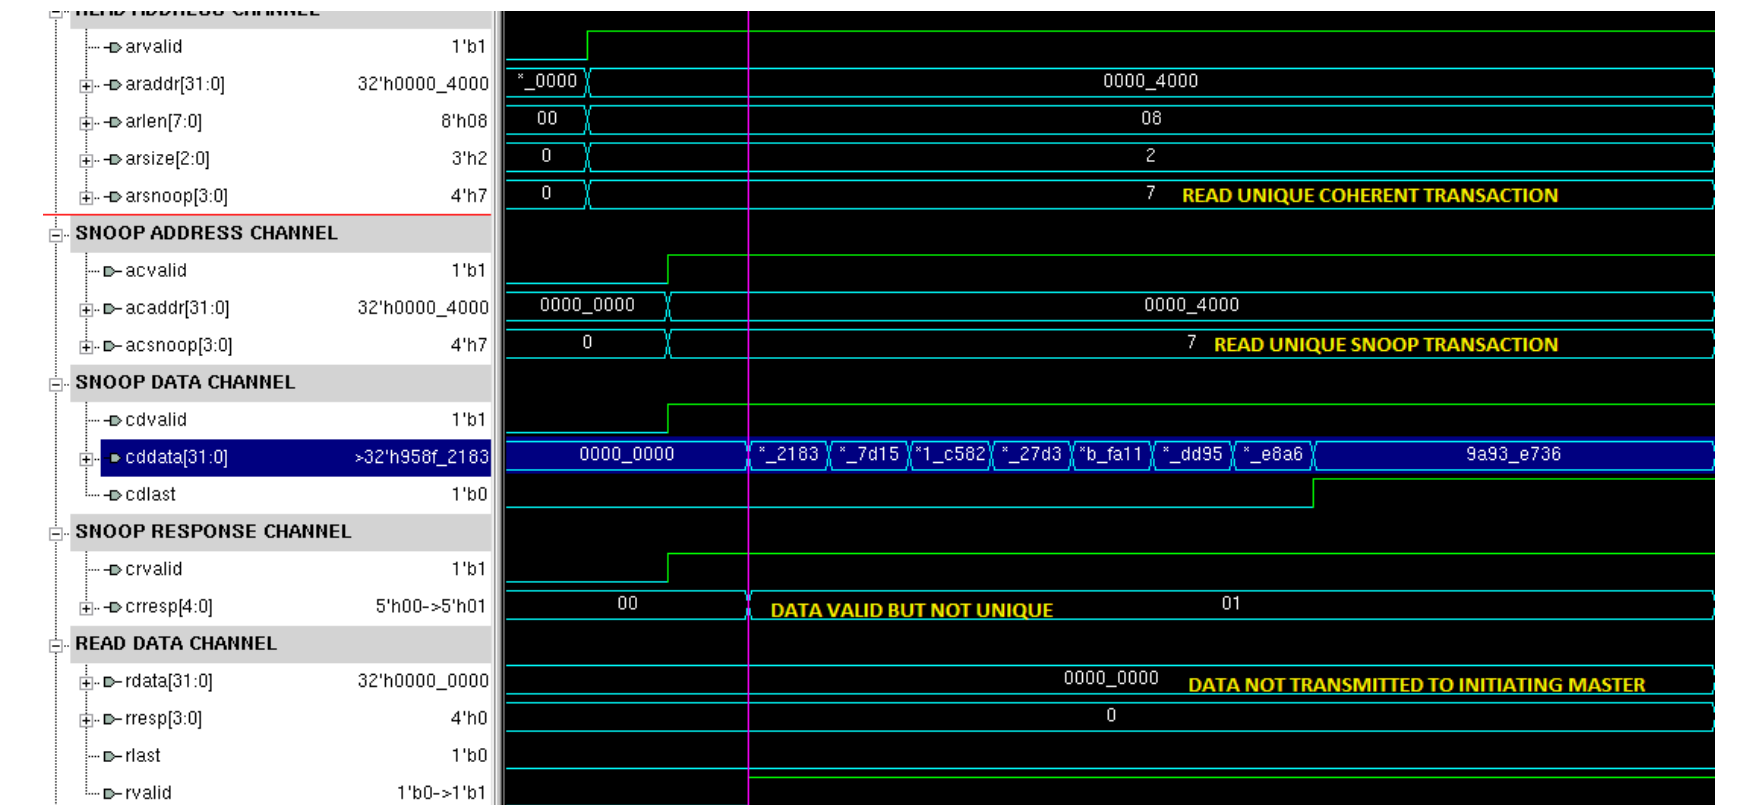 READ ADDRESS CHANNEL
arvalid 1'b1
araddr[31:0] 32'h0000_4000 *_0000 0000_4000
arlen[7:0] 8'h08 00 08
arsize[2:0] 3'h2 0 2
arsnoop[3:0] 4'h7 0 7 READ UNIQUE COHERENT TRANSACTION
SNOOP ADDRESS CHANNEL
acvalid 1'b1
acaddr[31:0] 32'h0000_4000 0000_0000 0000_4000
acsnoop[3:0] 4'h7 0 7 READ UNIQUE SNOOP TRANSACTION
SNOOP DATA CHANNEL
cdvalid 1'b1
cddata[31:0] >32'h958f_2183 0000_0000 *_2183 *_7d15 *1_c582 *_27d3 *b_fa11 *_dd95 *_e8a6 9a93_e736
cdlast 1'b0
SNOOP RESPONSE CHANNEL
crvalid 1'b1
crresp[4:0] 5'h00->5'h01 00 DATA VALID BUT NOT UNIQUE 01
READ DATA CHANNEL
rdata[31:0] 32'h0000_0000 0000_0000 DATA NOT TRANSMITTED TO INITIATING MASTER
rresp[3:0] 4'h0 0
rlast 1'b0
rvalid 1'b0->1'b1